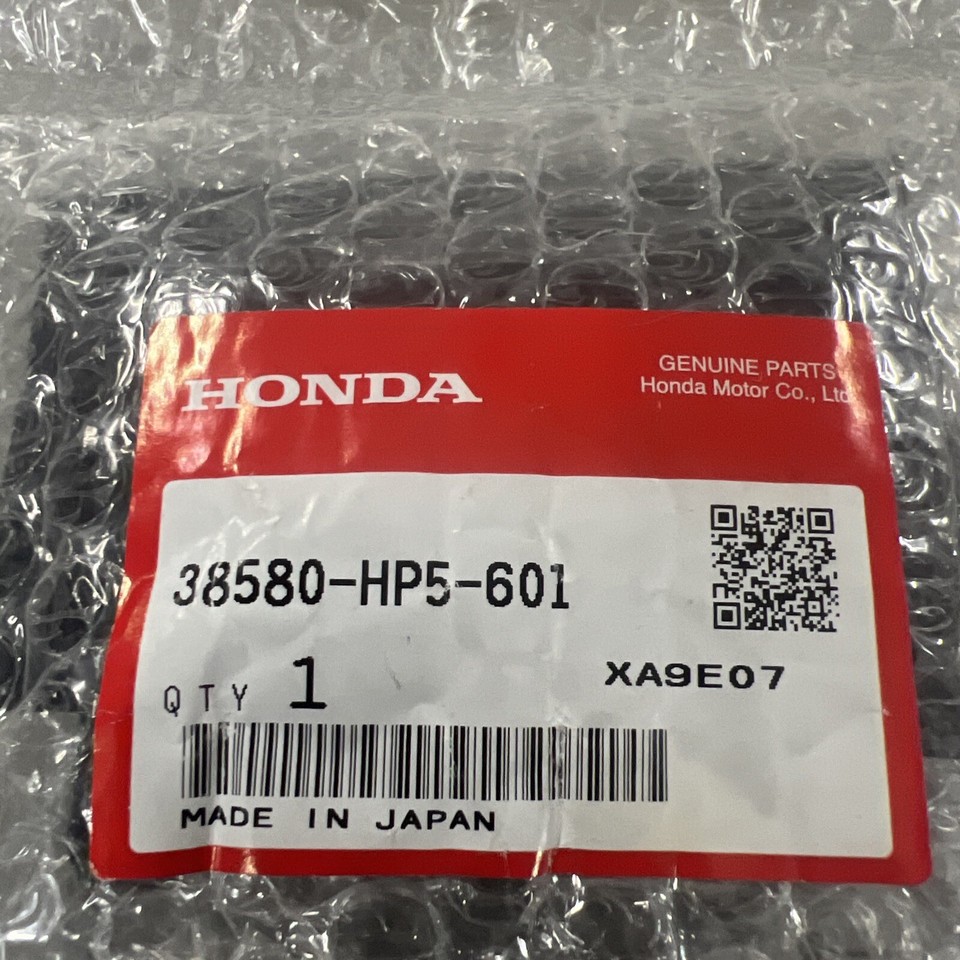 HONDA
GENUINE PARTS
Honda Motor Co., Ltd
38580-HP5-601
XA9E07
QTY 1
MADE IN JAPAN